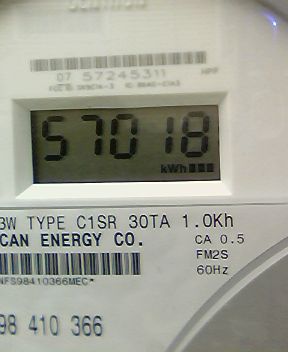 07 57245311
57018
kWh
3W TYPE C1SR 30TA 1.0Kh
CAN ENERGY CO.
CA 0.5
FM2S
60Hz
NFS98410366MEC*
98 410 366